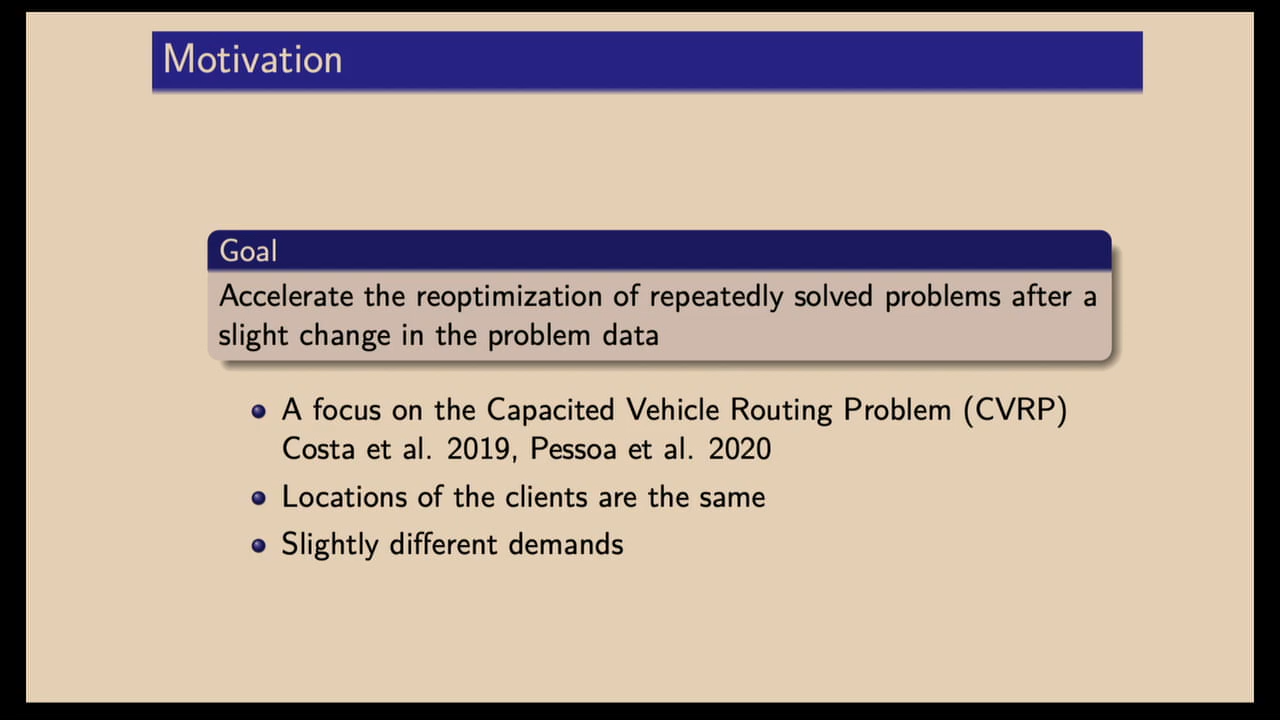 Motivation
Goal
Accelerate the reoptimization of repeatedly solved problems after a
slight change in the problem data
A focus on the Capacited Vehicle Routing Problem (CVRP)
Costa et al. 2019, Pessoa et al. 2020
Locations of the clients are the same
Slightly different demands